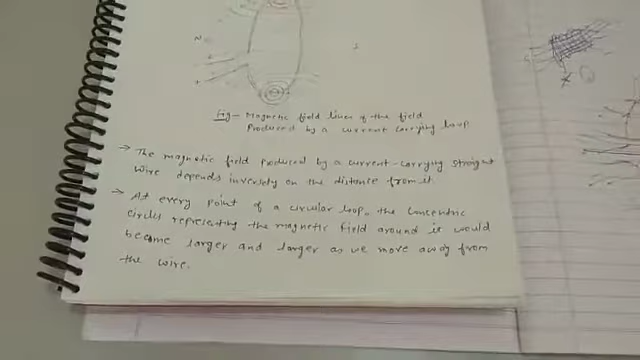 N
Fig- Magnetic field lines of the field
Produced by a current carrying loop
→ The magnetic field produced by a current-carrying straight
wire depends inversely on the distance from it.
→ At every point of a circular loop, the concentric
circles representing the magnetic field around it would
become larger and larger as we move away from
the wire.